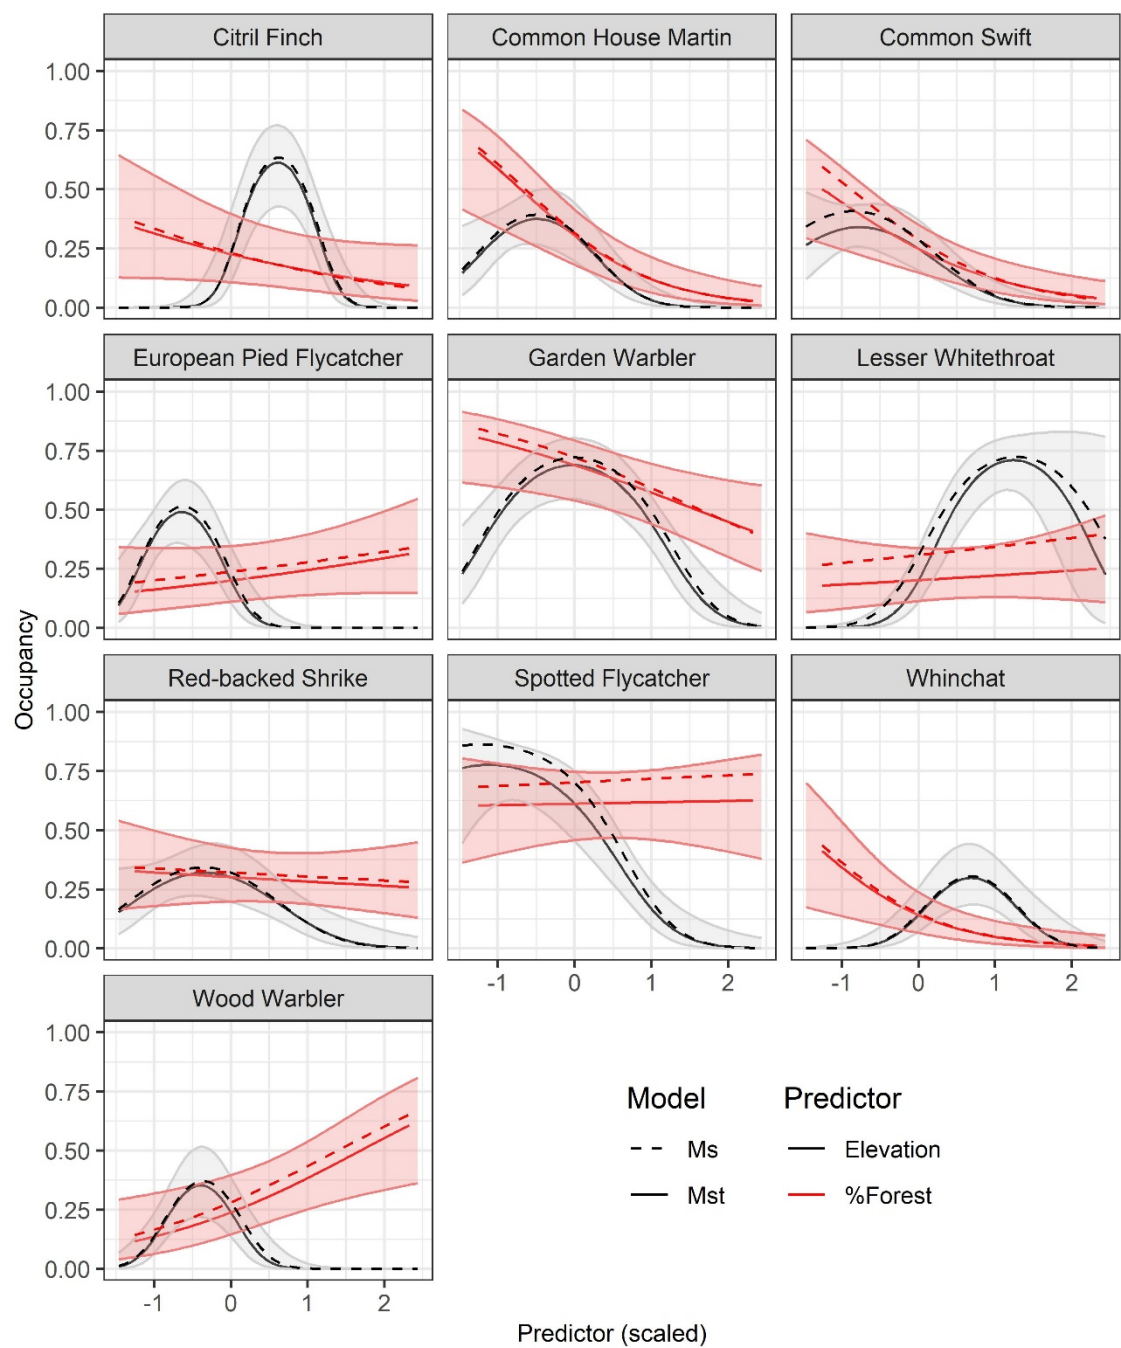 Citril Finch Common House Martin Common Swift
1.00
0.75
0.50
0.25
0.00
European Pied Flycatcher Garden Warbler Lesser Whitethroat
1.00
0.75
0.50
0.25
0.00
Occupancy
Red-backed Shrike Spotted Flycatcher Whinchat
1.00
0.75
0.50
0.25
0.00
-1 0 1 2 -1 0 1 2
Wood Warbler
1.00
0.75
0.50
0.25
0.00
-1 0 1 2
Model Predictor
Ms Elevation
Mst %Forest
Predictor (scaled)